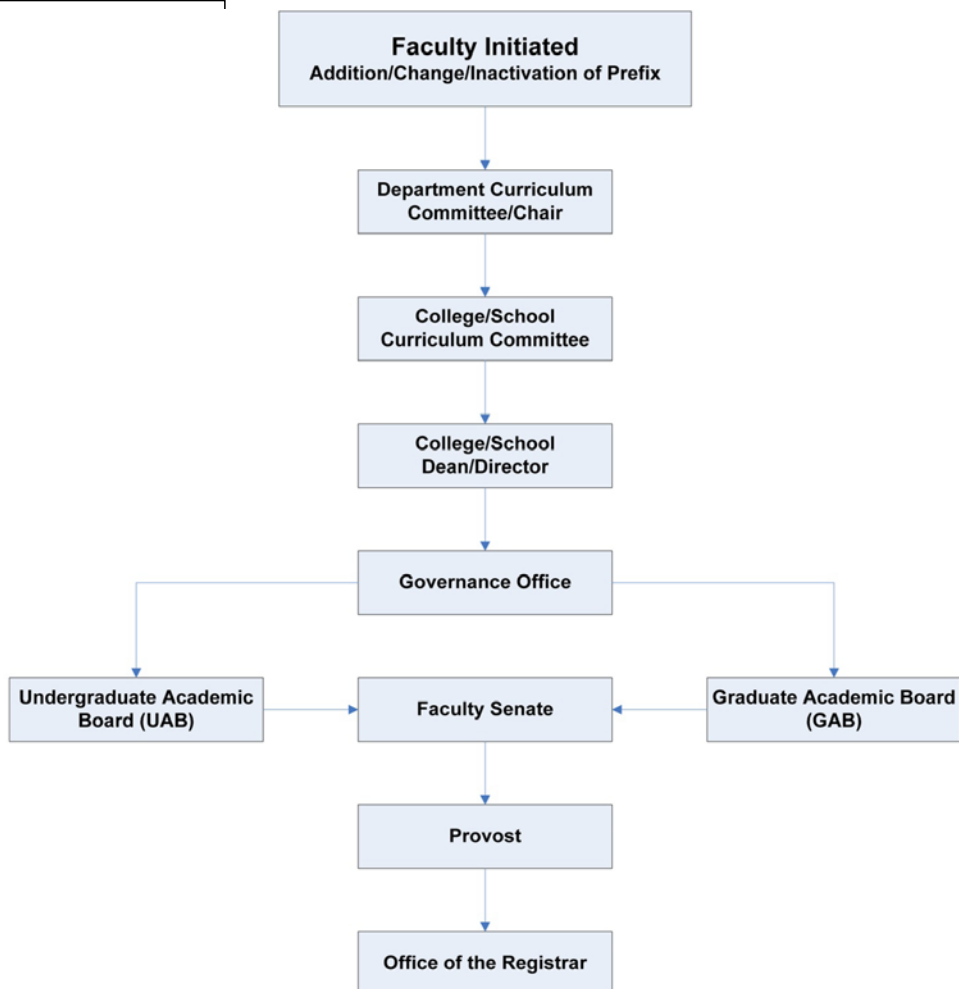 Faculty Initiated
Addition/Change/Inactivation of Prefix
Department Curriculum
Committee/Chair
College/School
Curriculum Committee
College/School
Dean/Director
Governance Office
Undergraduate Academic
Board (UAB)
Faculty Senate
Graduate Academic Board
(GAB)
Provost
Office of the Registrar